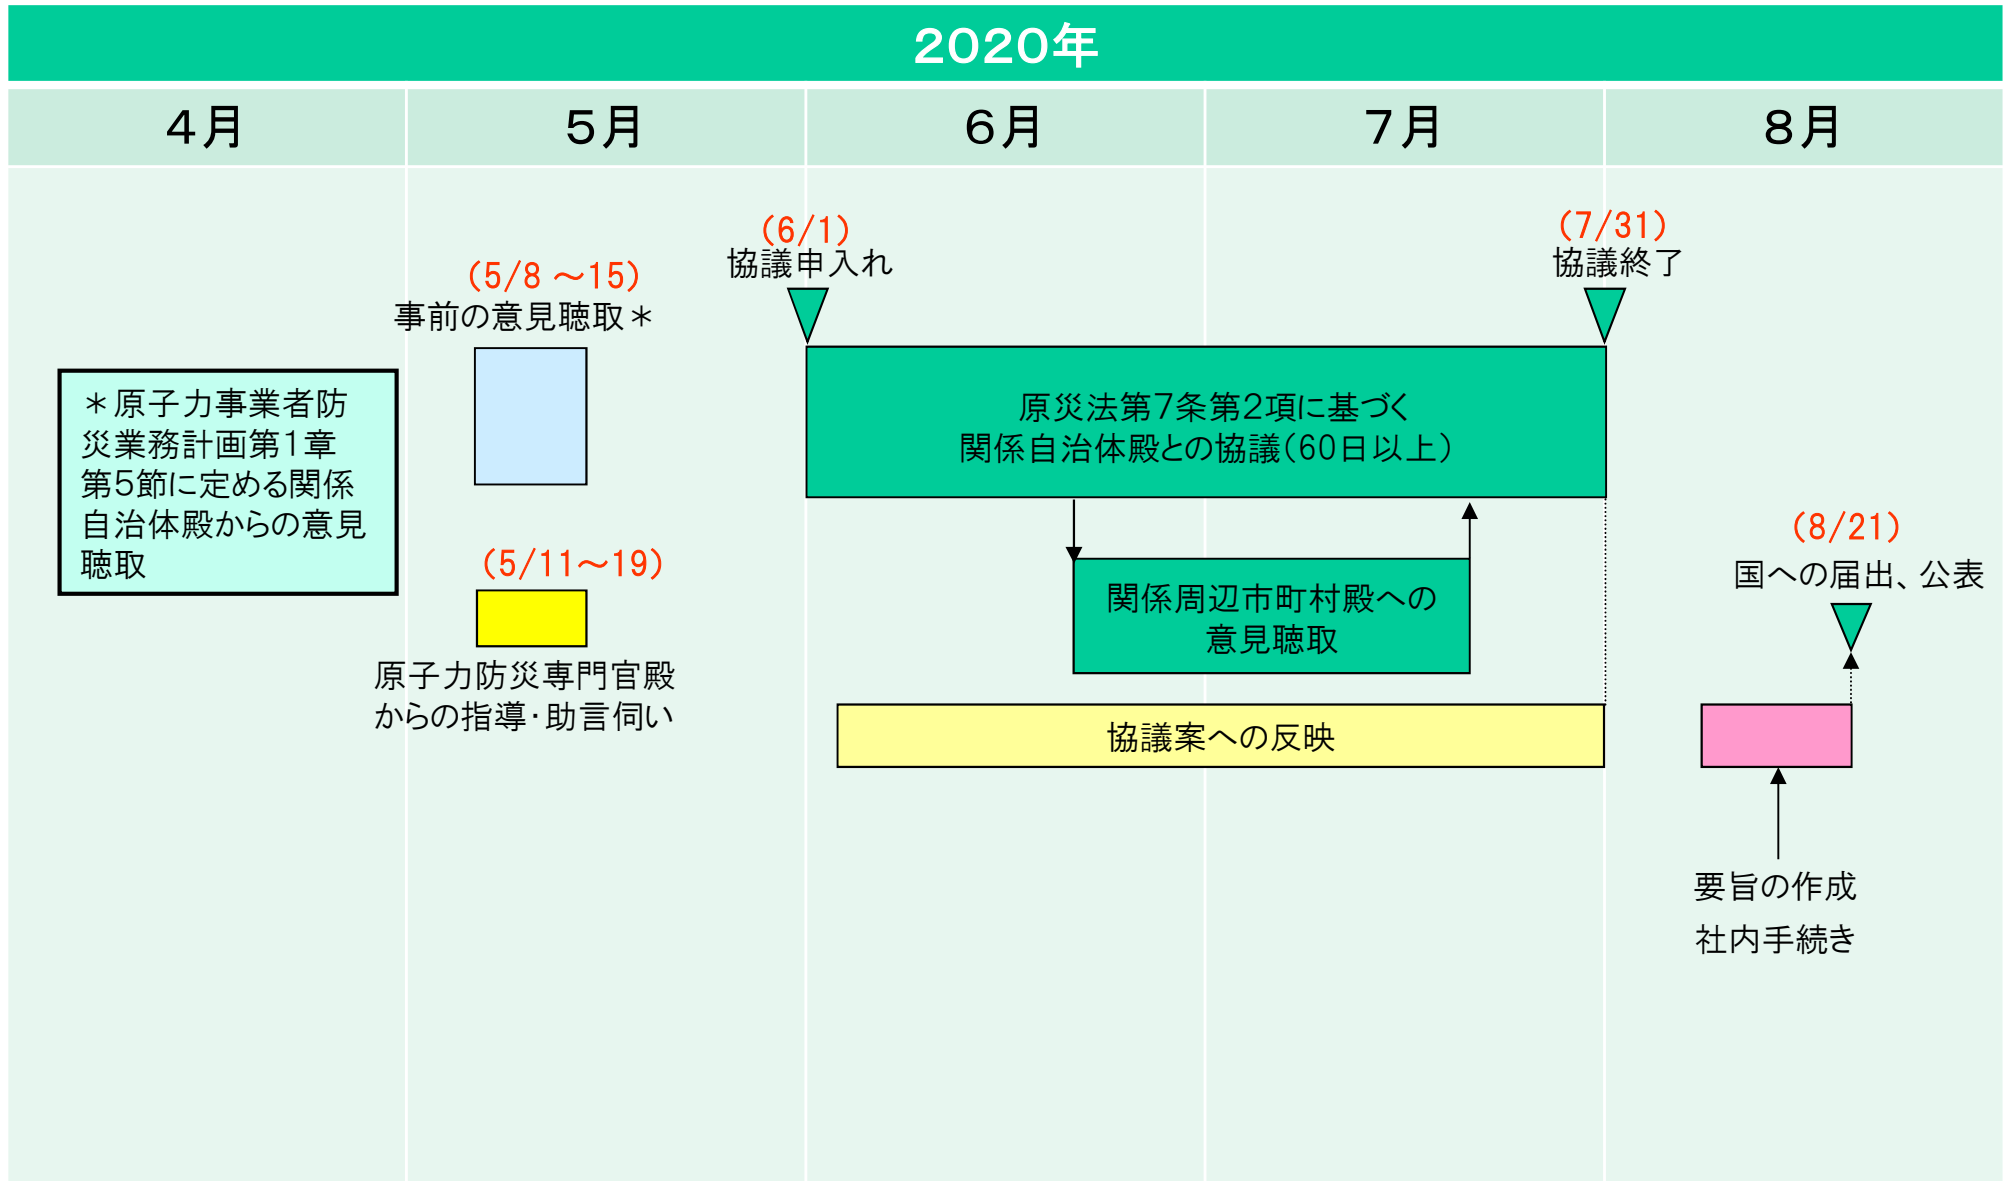 2020年
4月
5月
6月
7月
8月
(6/1)
協議申入れ
(7/31)
協議終了
(5/8 ～15)
事前の意見聴取＊
＊原子力事業者防
災業務計画第1章
第5節に定める関係
自治体殿からの意見
聴取
原災法第7条第2項に基づく
関係自治体殿との協議（60日以上）
(5/11～19)
原子力防災専門官殿
からの指導・助言伺い
関係周辺市町村殿への
意見聴取
(8/21)
国への届出、公表
協議案への反映
要旨の作成
社内手続き